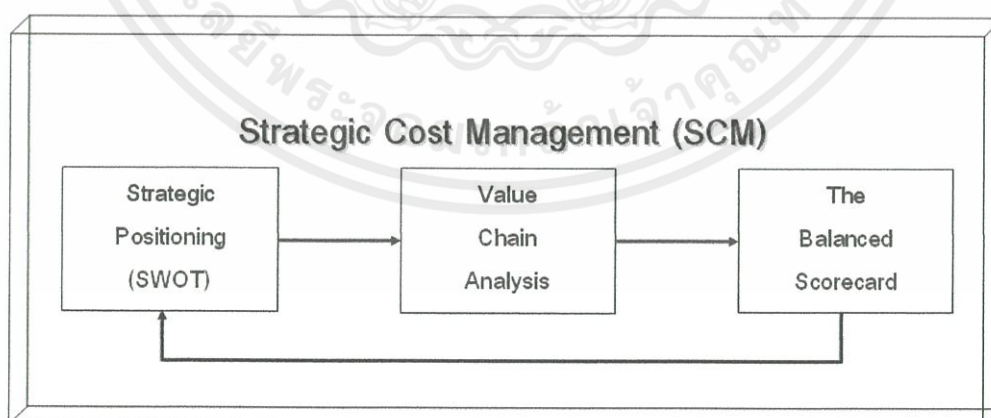 Strategic Cost Management (SCM)
Strategic
Positioning
(SWOT)
Value
Chain
Analysis
The
Balanced
Scorecard